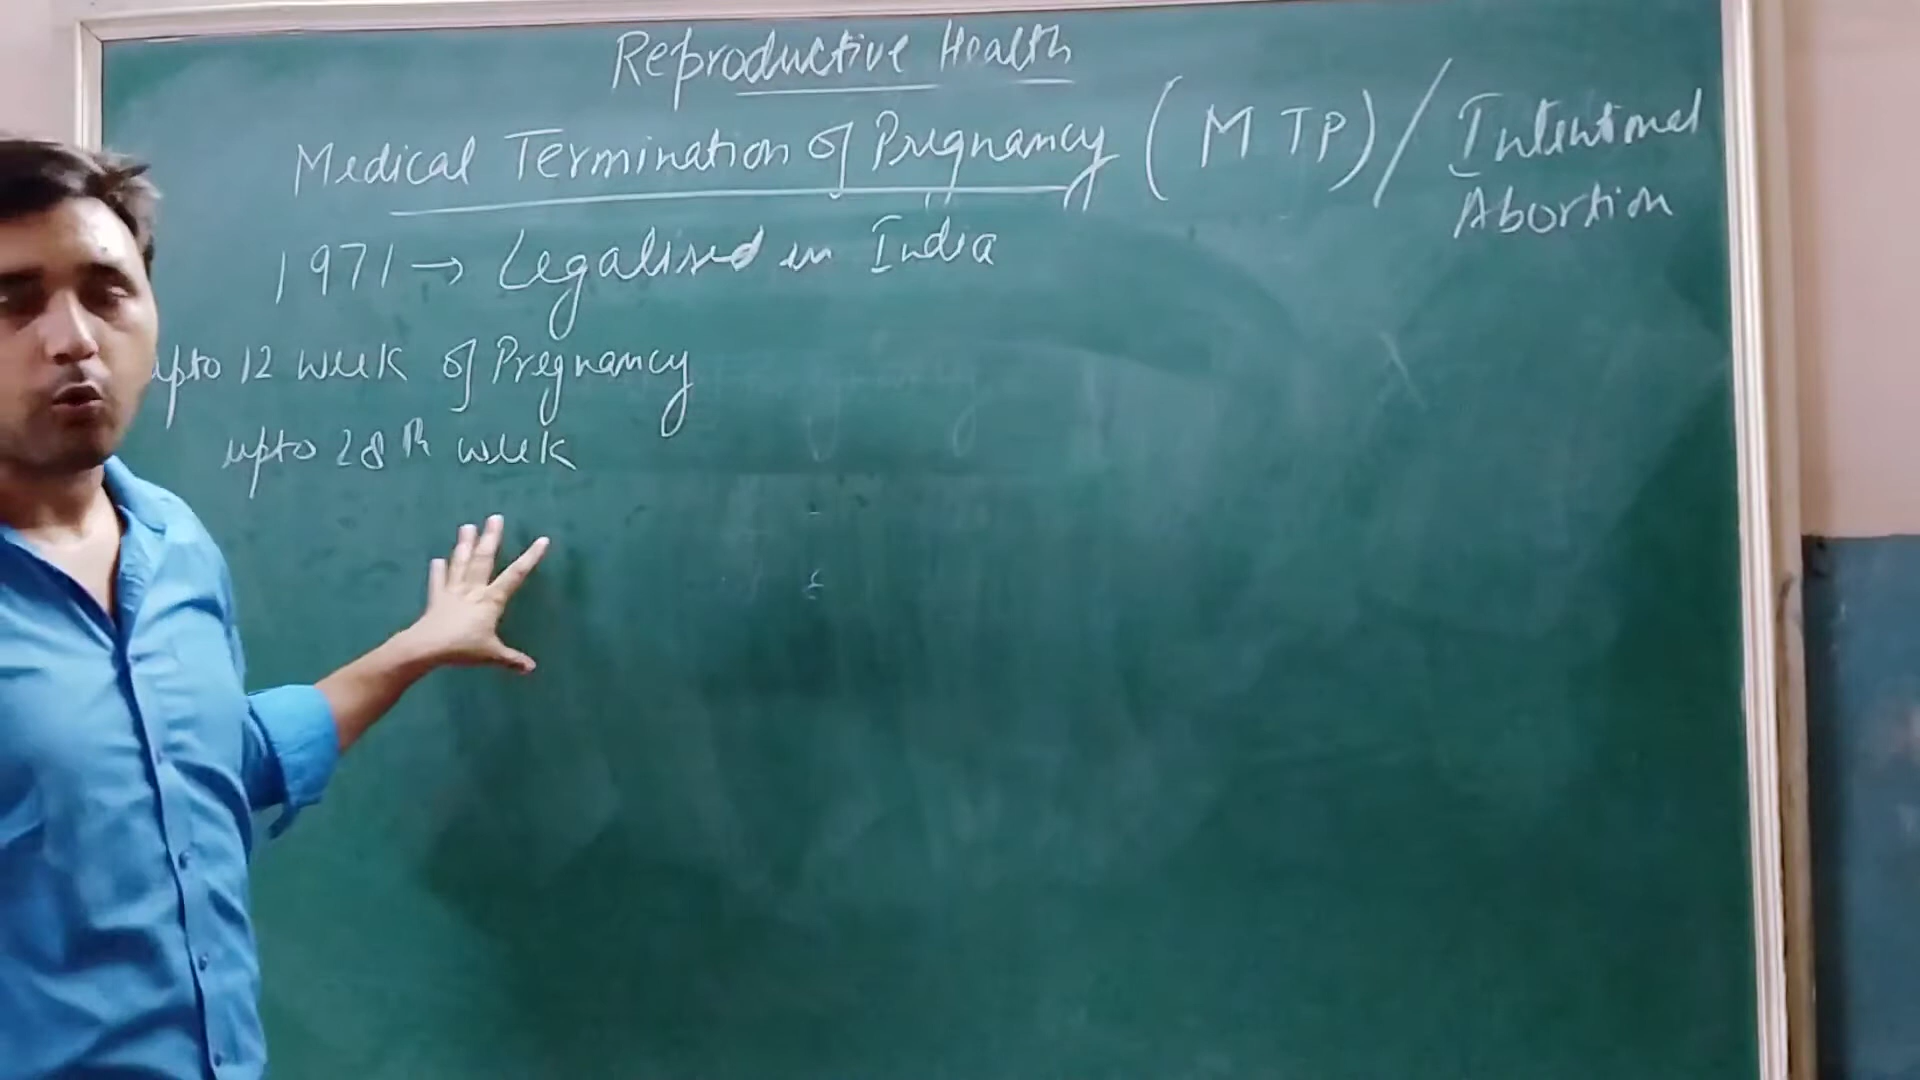 Reproductive Health
Medical Termination of Pregnancy (MTP) / Intentional
Abortion
1971 → Legalised in India
upto 12 week of Pregnancy
upto 28th week